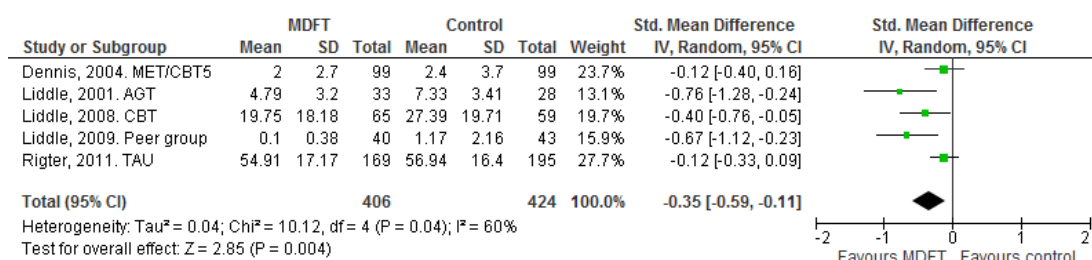 MDFT Control Std. Mean Difference Std. Mean Difference
Study or Subgroup Mean SD Total Mean SD Total Weight IV, Random, 95% CI IV, Random, 95% CI
Dennis, 2004. MET/CBT5 2 2.7 99 2.4 3.7 99 23.7% -0.12 [-0.40, 0.16]
Liddle, 2001. AGT 4.79 3.2 33 7.33 3.41 28 13.1% -0.76 [-1.28, -0.24]
Liddle, 2008. CBT 19.75 18.18 65 27.39 19.71 59 19.7% -0.40 [-0.76, -0.05]
Liddle, 2009. Peer group 0.1 0.38 40 1.17 2.16 43 15.9% -0.67 [-1.12, -0.23]
Rigter, 2011. TAU 54.91 17.17 169 56.94 16.4 195 27.7% -0.12 [-0.33, 0.09]
Total (95% CI) 406 424 100.0% -0.35 [-0.59, -0.11]
Heterogeneity: Tau² = 0.04; Chi² = 10.12, df = 4 (P = 0.04); I² = 60%
Test for overall effect: Z = 2.85 (P = 0.004)
-2 -1 0 1 2
Favours MDFT Favours control